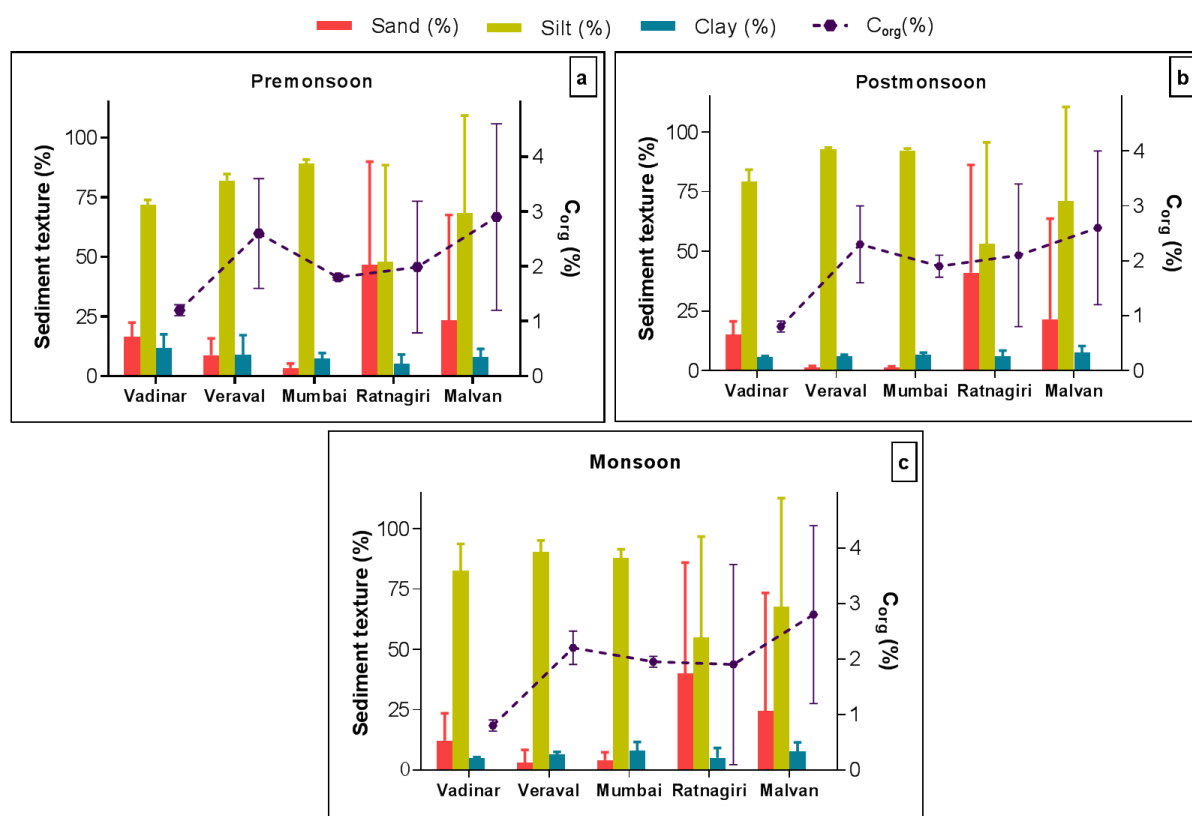 Sand (%) Silt (%) Clay (%) Corg(%)
a
Premonsoon
Sediment texture (%)
100
75
50
25
0
4
3
2
1
0
Corg (%)
Vadinar Veraval Mumbai Ratnagiri Malvan
b
Postmonsoon
Sediment texture (%)
100
75
50
25
0
4
3
2
1
0
Corg (%)
Vadinar Veraval Mumbai Ratnagiri Malvan
c
Monsoon
Sediment texture (%)
100
75
50
25
0
4
3
2
1
0
Corg (%)
Vadinar Veraval Mumbai Ratnagiri Malvan